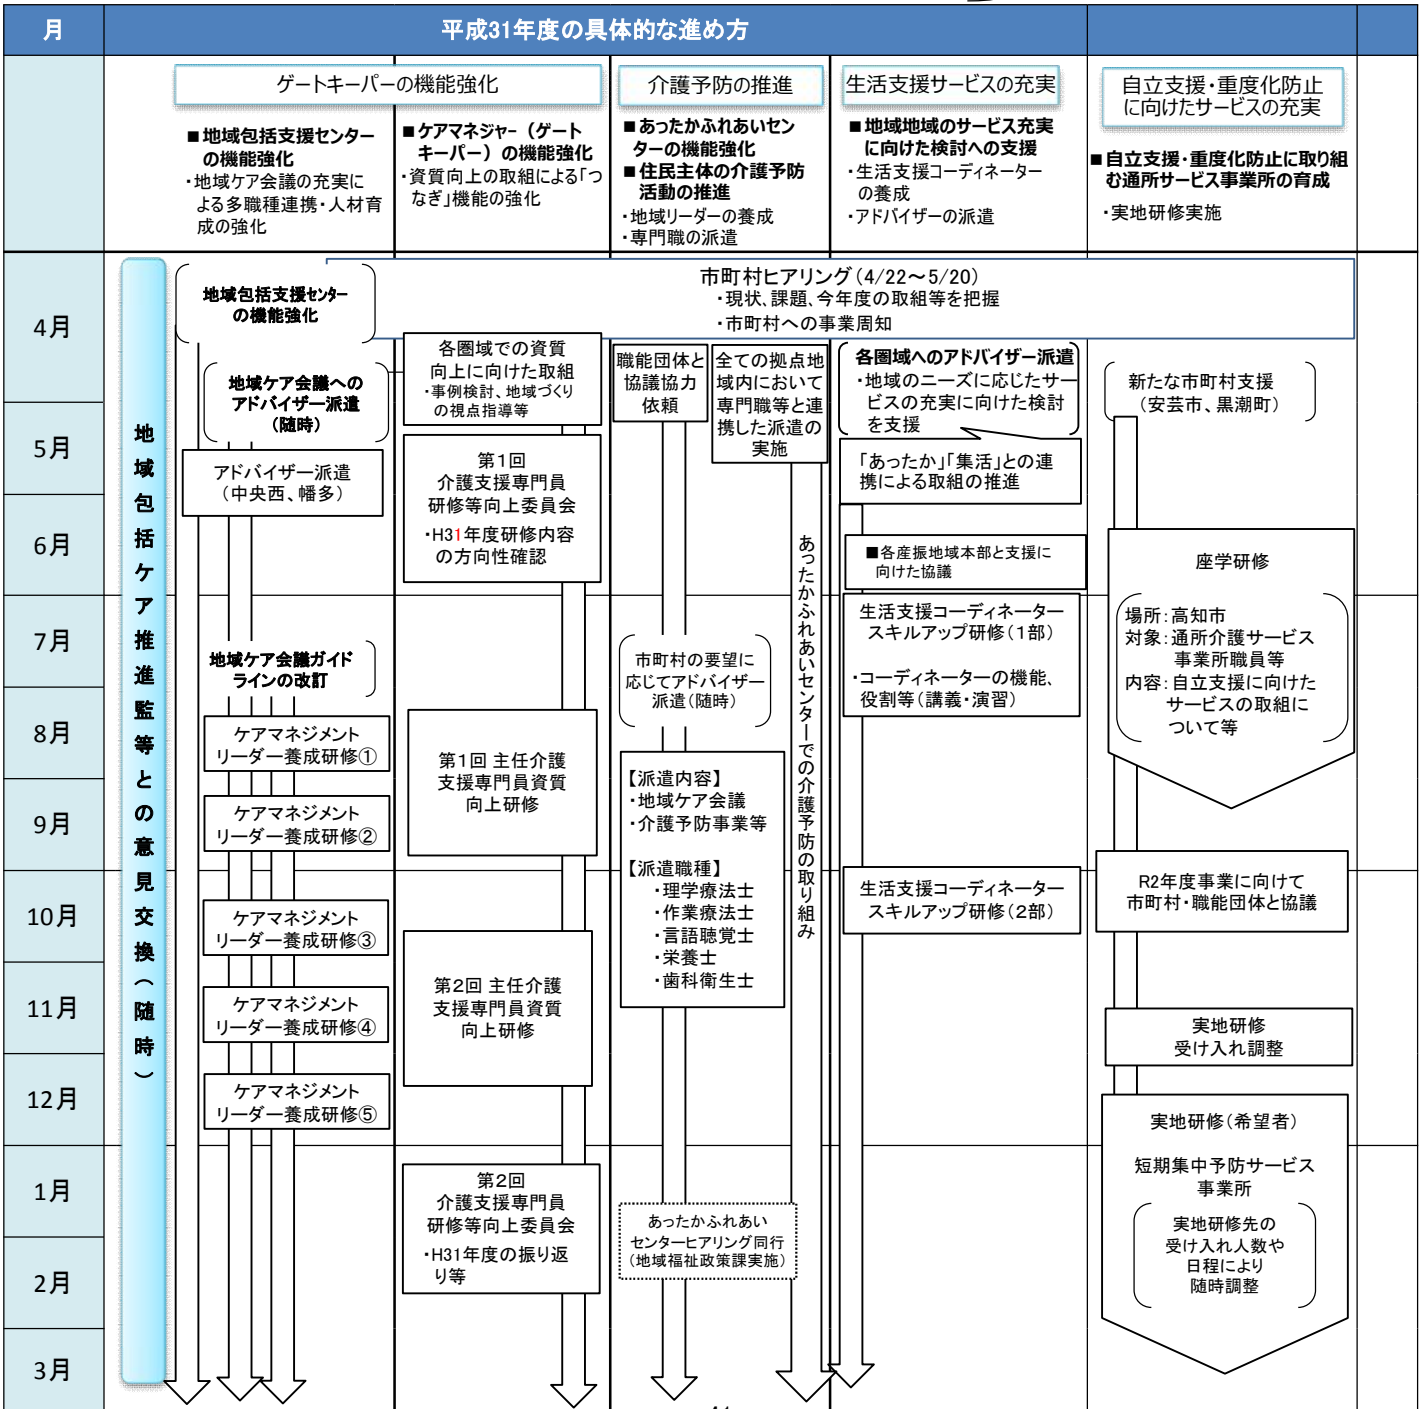 月
平成31年度の具体的な進め方
ゲートキーパーの機能強化
介護予防の推進
生活支援サービスの充実
自立支援・重度化防止
に向けたサービスの充実
■地域包括支援センター
の機能強化
・地域ケア会議の充実に
よる多職種連携・人材育
成の強化
■ケアマネジャー（ゲート
キーパー）の機能強化
・資質向上の取組による「つ
なぎ」機能の強化
■あったかふれあいセン
ターの機能強化
■住民主体の介護予防
活動の推進
・地域リーダーの養成
・専門職の派遣
■地域地域のサービス充実
に向けた検討への支援
・生活支援コーディネーター
の養成
・アドバイザーの派遣
■自立支援・重度化防止に取り組
む通所サービス事業所の育成
・実地研修実施
4月
5月
6月
7月
8月
9月
10月
11月
12月
1月
2月
3月
地域包括ケア推進監等との意見交換（随時）
市町村ヒアリング（4/22～5/20）
・現状、課題、今年度の取組等を把握
・市町村への事業周知
地域包括支援ｾﾝﾀｰ
の機能強化
地域ケア会議への
アドバイザー派遣
（随時）
アドバイザー派遣
（中央西、幡多）
地域ケア会議ガイド
ラインの改訂
ケアマネジメント
リーダー養成研修①
ケアマネジメント
リーダー養成研修②
ケアマネジメント
リーダー養成研修③
ケアマネジメント
リーダー養成研修④
ケアマネジメント
リーダー養成研修⑤
各圏域での資質
向上に向けた取組
・事例検討、地域づくり
の視点指導等
第1回
介護支援専門員
研修等向上委員会
・H31年度研修内容
の方向性確認
第1回 主任介護
支援専門員資質
向上研修
第2回 主任介護
支援専門員資質
向上研修
第2回
介護支援専門員
研修等向上委員会
・H31年度の振り返
り等
職能団体と
協議協力
依頼
全ての拠点地
域内において
専門職等と連
携した派遣の
実施
市町村の要望に
応じてアドバイザー
派遣（随時）
【派遣内容】
・地域ケア会議
・介護予防事業等
【派遣職種】
・理学療法士
・作業療法士
・言語聴覚士
・栄養士
・歯科衛生士
あったかふれあい
センターヒアリング同行
（地域福祉政策課実施）
あったかふれあいセンターでの介護予防の取り組み
各圏域へのアドバイザー派遣
・地域のニーズに応じたサー
ビスの充実に向けた検討
を支援
「あったか」「集活」との連
携による取組の推進
■各産振地域本部と支援に
向けた協議
生活支援コーディネーター
スキルアップ研修（1部）
・コーディネーターの機能、
役割等（講義・演習）
生活支援コーディネーター
スキルアップ研修（2部）
新たな市町村支援
（安芸市、黒潮町）
座学研修
場所：高知市
対象：通所介護サービス
事業所職員等
内容：自立支援に向けた
サービスの取組に
ついて等
R2年度事業に向けて
市町村・職能団体と協議
実地研修
受け入れ調整
実地研修（希望者）
短期集中予防サービス
事業所
実地研修先の
受け入れ人数や
日程により
随時調整